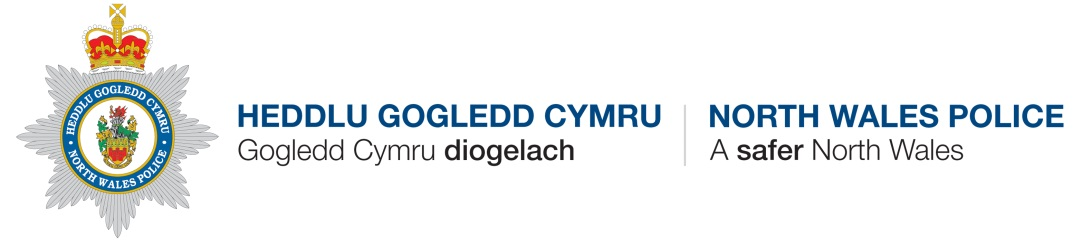 HEDDLU GOGLEDD CYMRU
NORTH WALES POLICE
HEDDLU GOGLEDD CYMRU
Gogledd Cymru diogelach
NORTH WALES POLICE
A safer North Wales